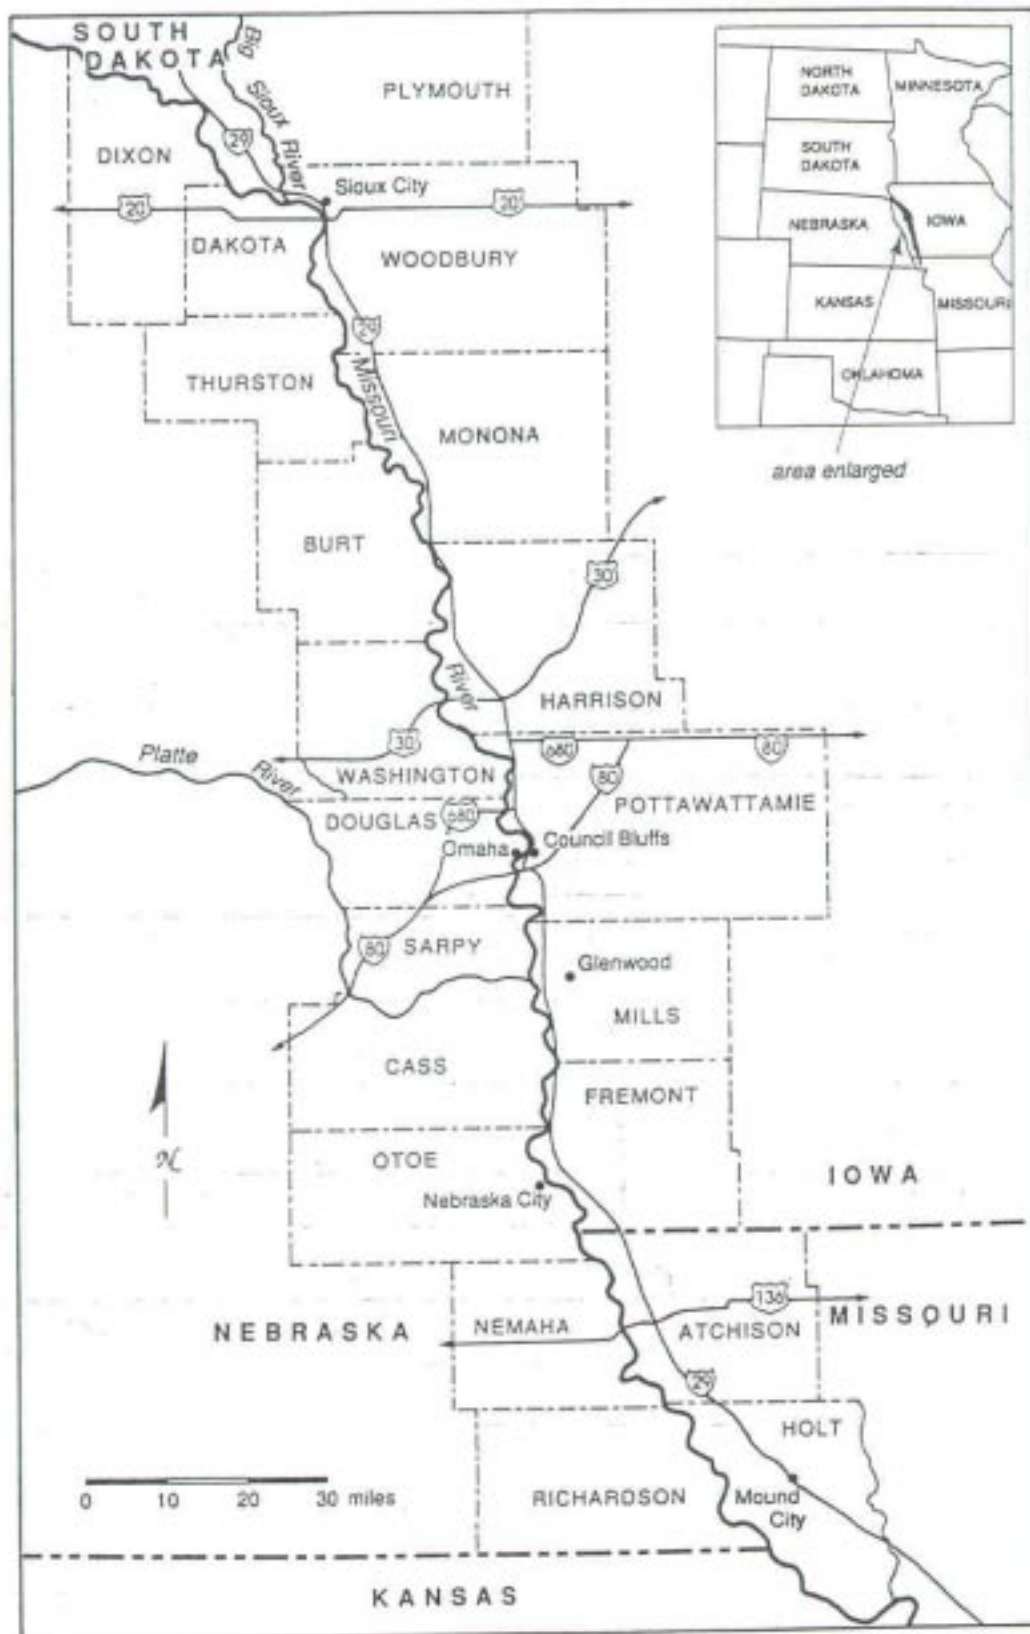 SOUTH
DAKOTA
Big
Sioux River
PLYMOUTH
29
DIXON
Sioux City
20
20
DAKOTA
WOODBURY
29
THURSTON
Missouri
MONONA
BURT
30
River
HARRISON
30
Platte
River
WASHINGTON
680
80
80
POTTAWATTAMIE
DOUGLAS
680
Omaha
Council Bluffs
80
SARPY
Glenwood
MILLS
CASS
FREMONT
N
OTOE
IOWA
Nebraska City
136
NEBRASKA
NEMAHA
ATCHISON
MISSOURI
29
HOLT
0 10 20 30 miles
RICHARDSON
Mound
City
KANSAS
NORTH
DAKOTA
MINNESOTA
SOUTH
DAKOTA
NEBRASKA
IOWA
KANSAS
MISSOURI
OKLAHOMA
area enlarged